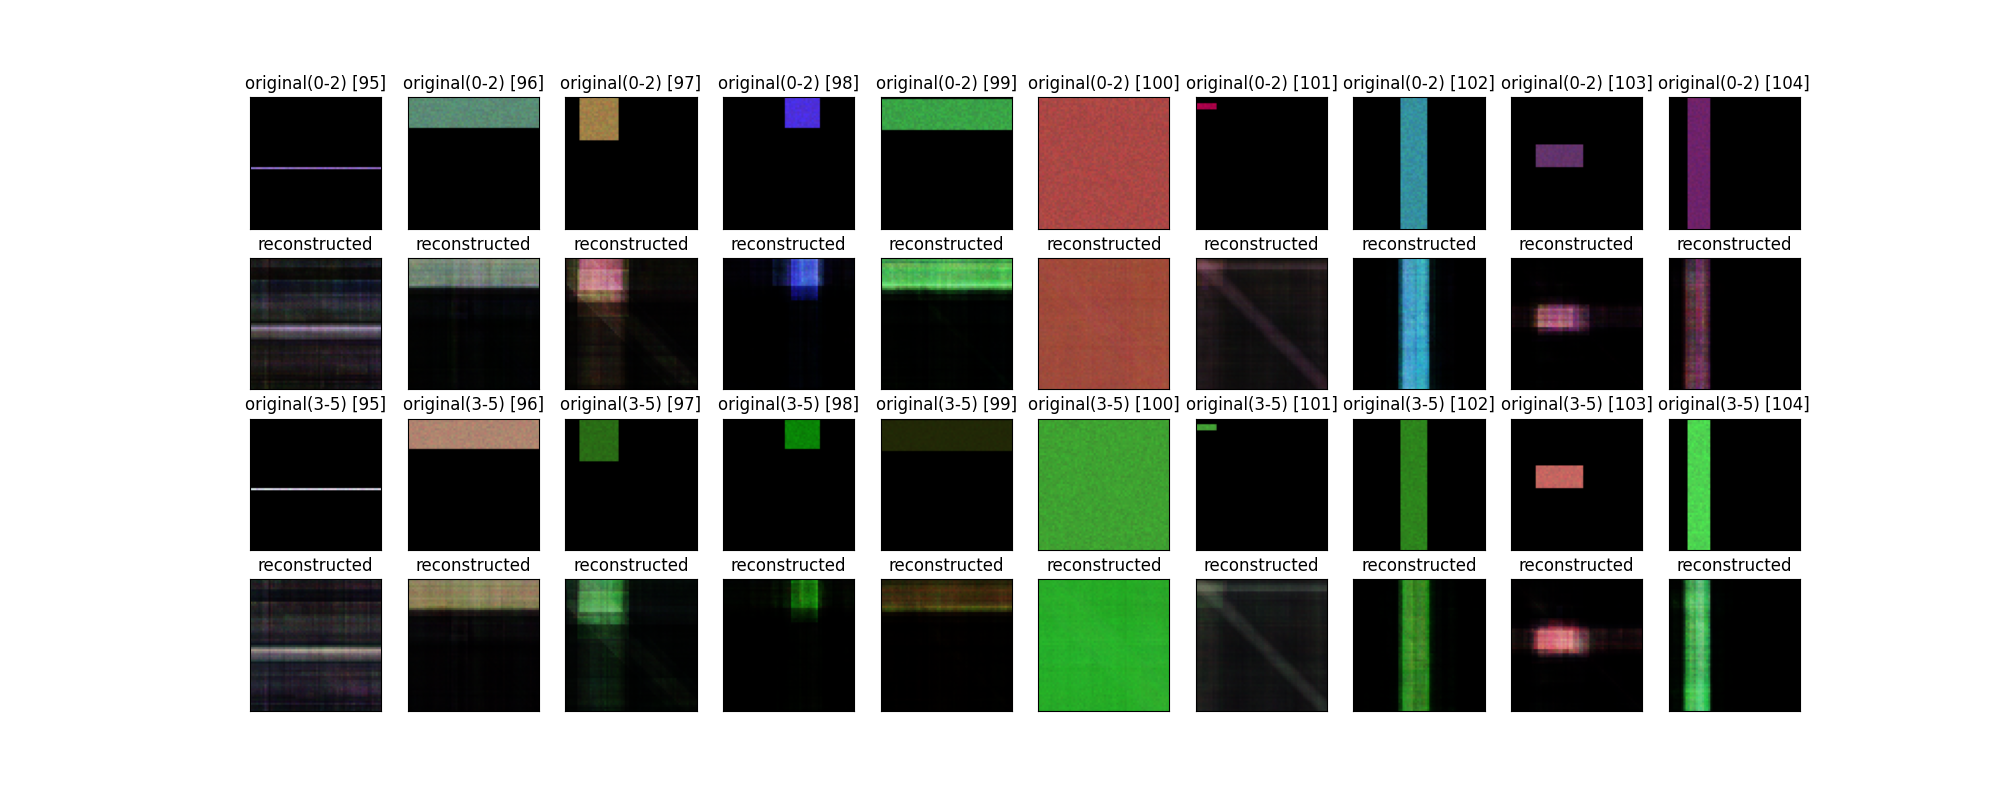 original(0-2) [95] original(0-2) [96] original(0-2) [97] original(0-2) [98] original(0-2) [99] original(0-2) [100] original(0-2) [101] original(0-2) [102] original(0-2) [103] original(0-2) [104]
reconstructed reconstructed reconstructed reconstructed reconstructed reconstructed reconstructed reconstructed reconstructed reconstructed
original(3-5) [95] original(3-5) [96] original(3-5) [97] original(3-5) [98] original(3-5) [99] original(3-5) [100] original(3-5) [101] original(3-5) [102] original(3-5) [103] original(3-5) [104]
reconstructed reconstructed reconstructed reconstructed reconstructed reconstructed reconstructed reconstructed reconstructed reconstructed